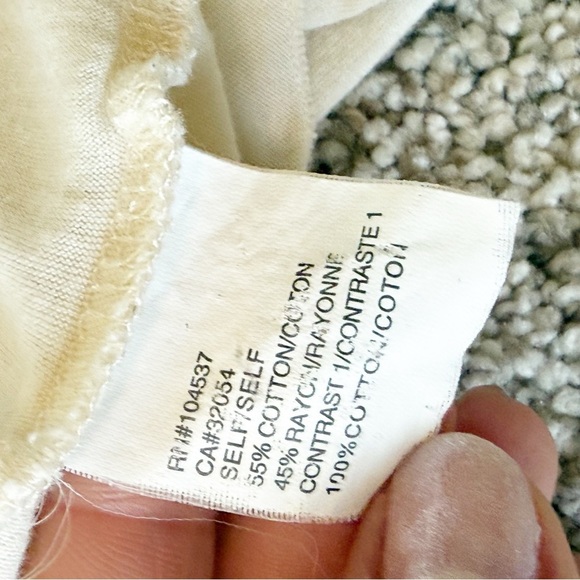 RN#104537
CA#32054
SELF/SELF
55% COTTON/COTON
45% RAYON/RAYONNE
CONTRAST 1/CONTRASTE 1
100%COTTON/COTON